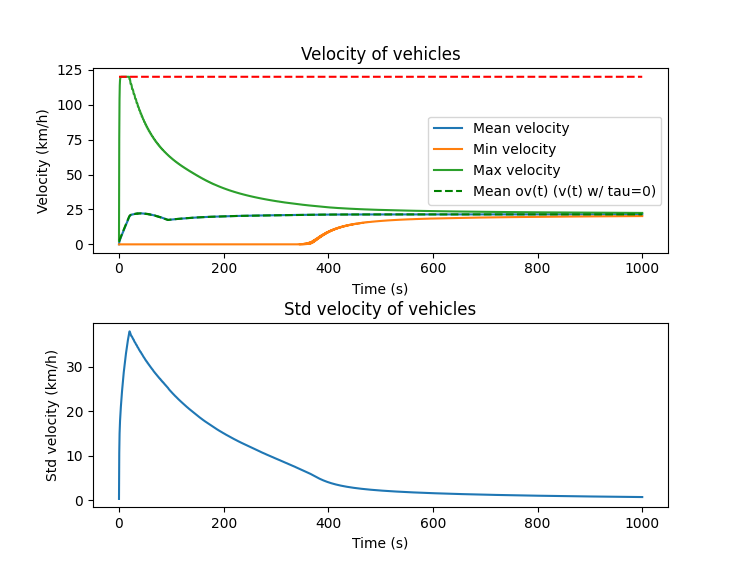 Velocity of vehicles
Velocity (km/h)
125
100
75
50
25
0
Mean velocity
Min velocity
Max velocity
Mean ov(t) (v(t) w/ tau=0)
0 200 400 600 800 1000
Time (s)
Std velocity of vehicles
Std velocity (km/h)
30
20
10
0
0 200 400 600 800 1000
Time (s)